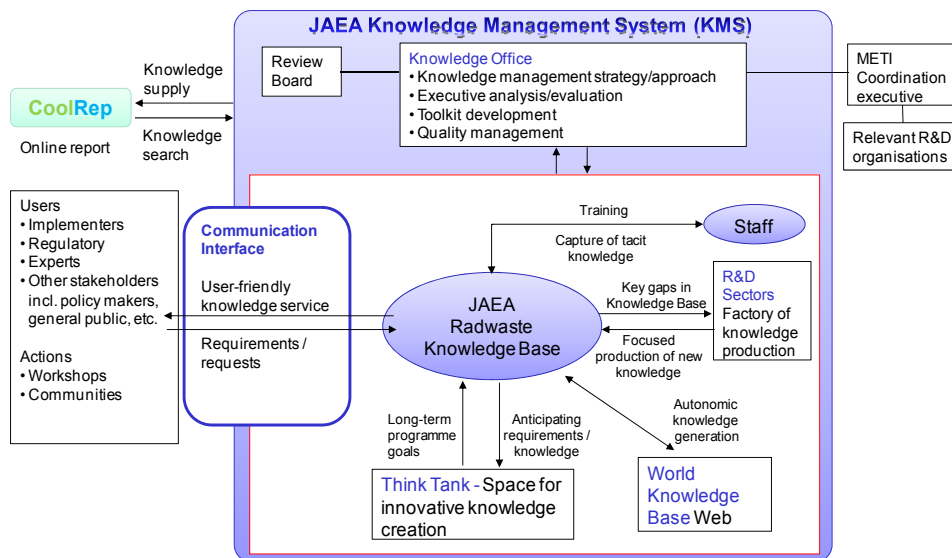 JAEA Knowledge Management System (KMS)
Review
Board
Knowledge Office
• Knowledge management strategy/approach
• Executive analysis/evaluation
• Toolkit development
• Quality management
METI
Coordination
executive
Relevant R&D
organisations
Knowledge
supply
CoolRep
Online report
Knowledge
search
Users
• Implementers
• Regulatory
• Experts
• Other stakeholders
incl. policy makers,
general public, etc.
Actions
• Workshops
• Communities
Communication
Interface
User-friendly
knowledge service
Requirements /
requests
Training
Staff
Capture of tacit
knowledge
JAEA
Radwaste
Knowledge Base
Key gaps in
Knowledge Base
Focused
production of new
knowledge
R&D
Sectors
Factory of
knowledge
production
Long-term
programme
goals
Anticipating
requirements /
knowledge
Autonomic
knowledge
generation
Think Tank - Space for
innovative knowledge
creation
World
Knowledge
Base Web